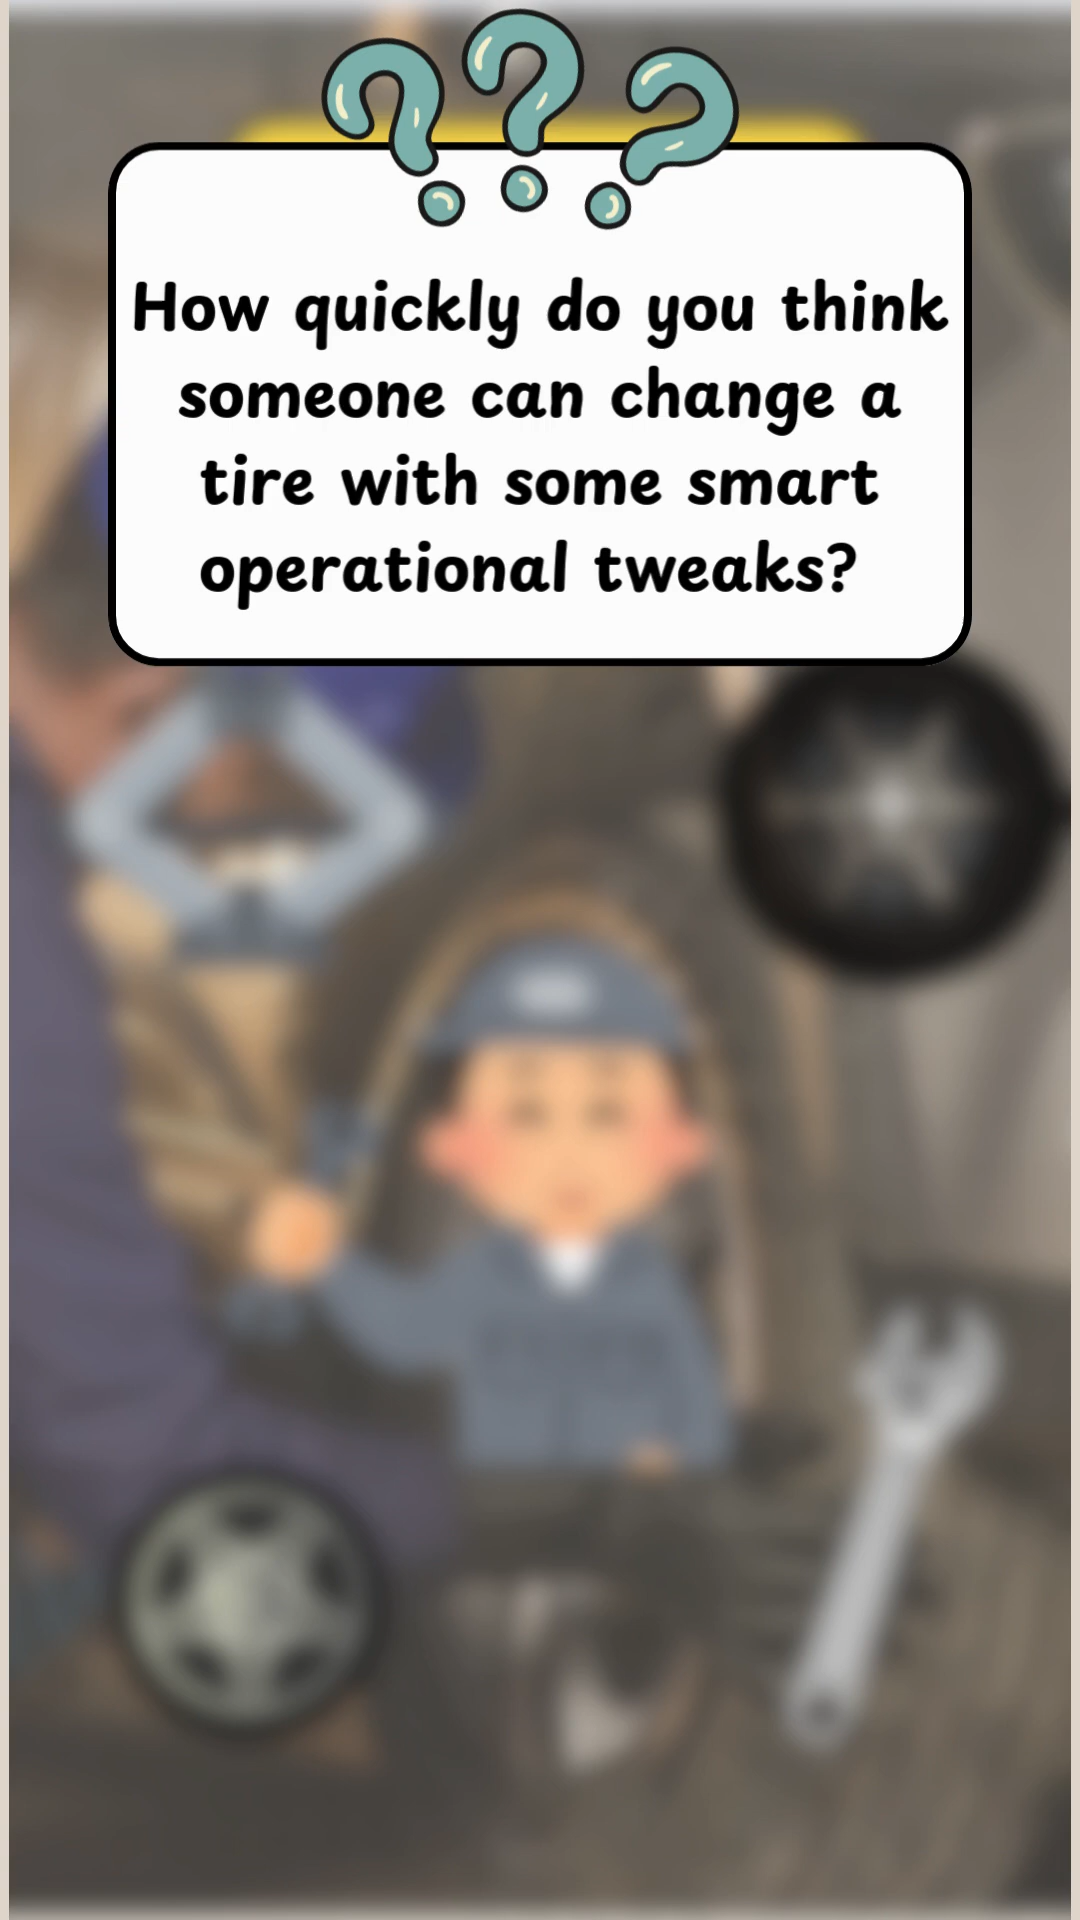 How quickly do you think
someone can change a
tire with some smart
operational tweaks?